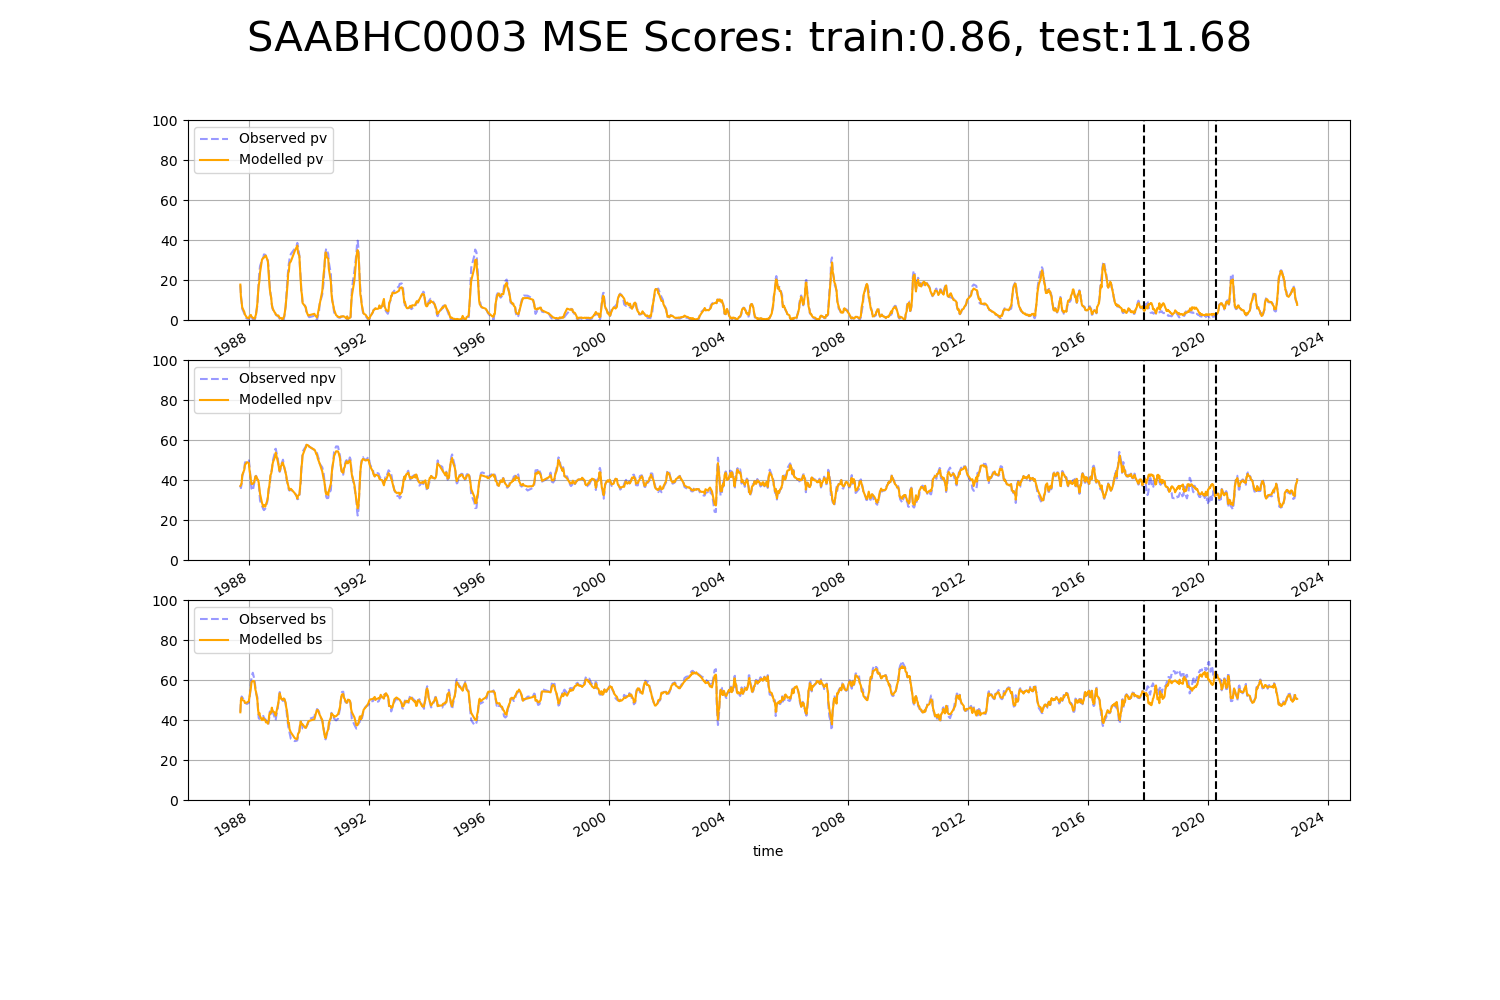 SAABHC0003 MSE Scores: train:0.86, test:11.68
100
80
60
40
20
0
Observed pv
Modelled pv
1988 1992 1996 2000 2004 2008 2012 2016 2020 2024
100
80
60
40
20
0
Observed npv
Modelled npv
1988 1992 1996 2000 2004 2008 2012 2016 2020 2024
100
80
60
40
20
0
Observed bs
Modelled bs
1988 1992 1996 2000 2004 2008 2012 2016 2020 2024
time